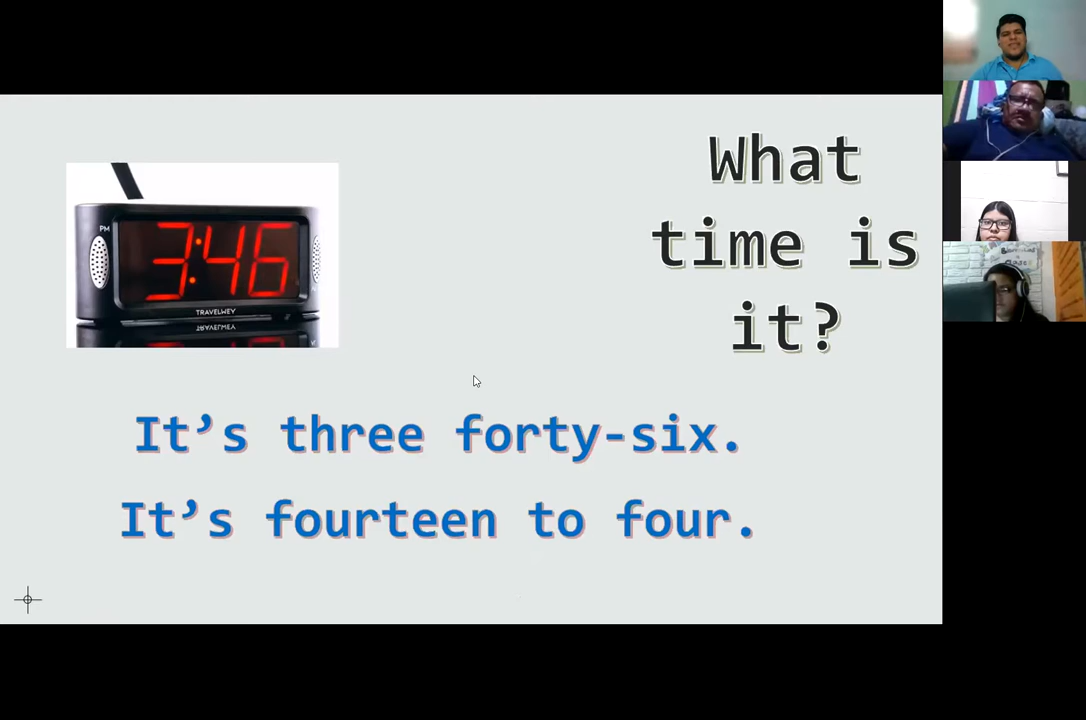 What
time is
it?
PM
3:46
TRAVELWEY
It's three forty-six.
It's fourteen to four.